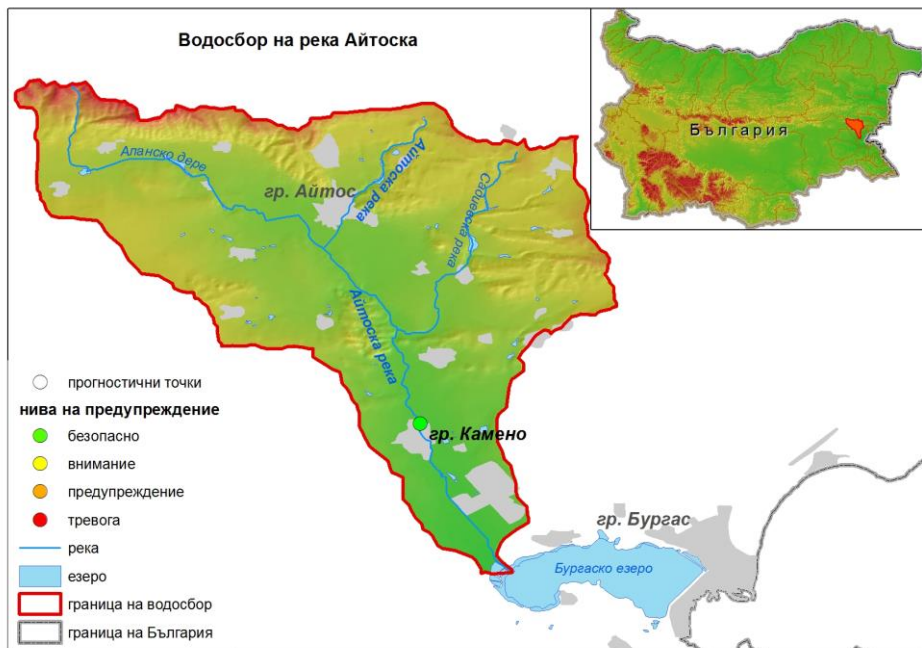 Водосбор на река Айтоска
България
Аланско дере
Айтоска река
гр. Айтос
Садиевска река
Айтоска река
прогностични точки
нива на предупреждение
безопасно
гр. Камено
внимание
предупреждение
тревога
гр. Бургас
река
езеро
Бургаско езеро
граница на водосбор
граница на България